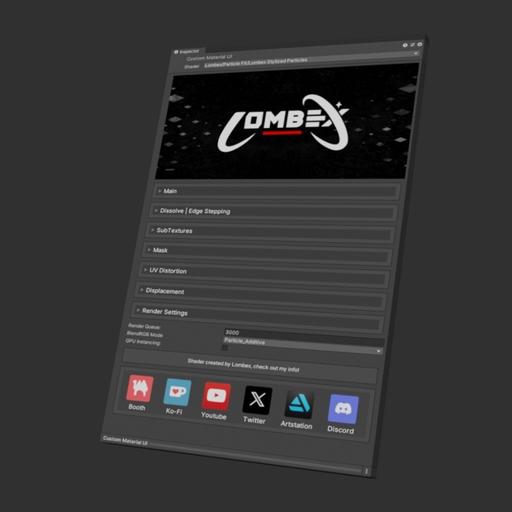 Inspector
Custom Material UI
Shader Lombex/Particle FX/Lombex Stylized Particles
LOMBEX
Main
Dissolve | Edge Stepping
SubTextures
Mask
UV Distortion
Displacement
Render Settings
Render Queue: 3000
BlendRGB Mode Particle_Additive
GPU Instancing:
Shader created by Lombex, check out my info!
Booth Ko-Fi Youtube Twitter Artstation Discord
Custom Material UI